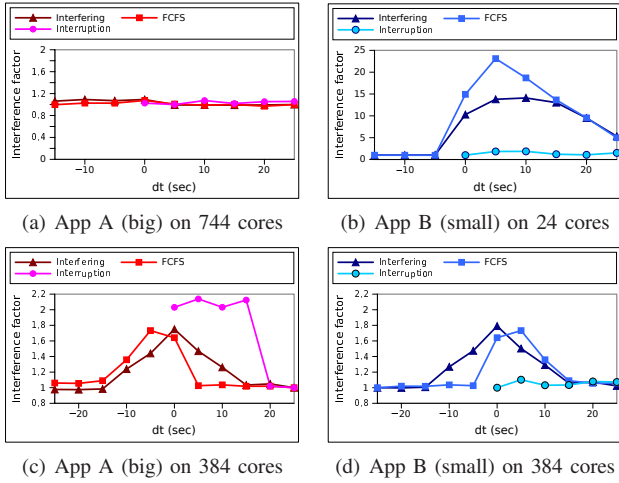 Interfering FCFS
Interruption
Interference factor
2
1.6
1.2
0.8
0.4
0
−10 0 10 20
dt (sec)
(a) App A (big) on 744 cores
Interfering FCFS
Interruption
Interference factor
25
20
15
10
5
0
−10 0 10 20
dt (sec)
(b) App B (small) on 24 cores
Interfering FCFS
Interruption
Interference factor
2.2
2
1.8
1.6
1.4
1.2
1
0.8
−20 −10 0 10 20
dt (sec)
(c) App A (big) on 384 cores
Interfering FCFS
Interruption
Interference factor
2.2
2
1.8
1.6
1.4
1.2
1
0.8
−20 −10 0 10 20
dt (sec)
(d) App B (small) on 384 cores